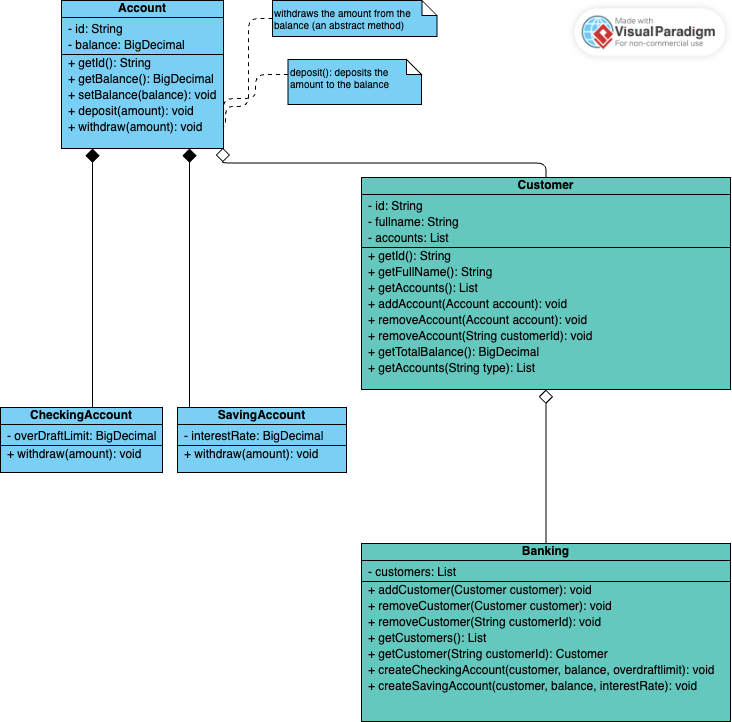 Account
- id: String
- balance: BigDecimal
+ getId(): String
+ getBalance(): BigDecimal
+ setBalance(balance): void
+ deposit(amount): void
+ withdraw(amount): void
withdraws the amount from the
balance (an abstract method)
deposit(): deposits the
amount to the balance
Made with
VisualParadigm
For non-commercial use
Customer
- id: String
- fullname: String
- accounts: List
+ getId(): String
+ getFullName(): String
+ getAccounts(): List
+ addAccount(Account account): void
+ removeAccount(Account account): void
+ removeAccount(String customerId): void
+ getTotalBalance(): BigDecimal
+ getAccounts(String type): List
CheckingAccount
- overDraftLimit: BigDecimal
+ withdraw(amount): void
SavingAccount
- interestRate: BigDecimal
+ withdraw(amount): void
Banking
- customers: List
+ addCustomer(Customer customer): void
+ removeCustomer(Customer customer): void
+ removeCustomer(String customerId): void
+ getCustomers(): List
+ getCustomer(String customerId): Customer
+ createCheckingAccount(customer, balance, overdraftlimit): void
+ createSavingAccount(customer, balance, interestRate): void